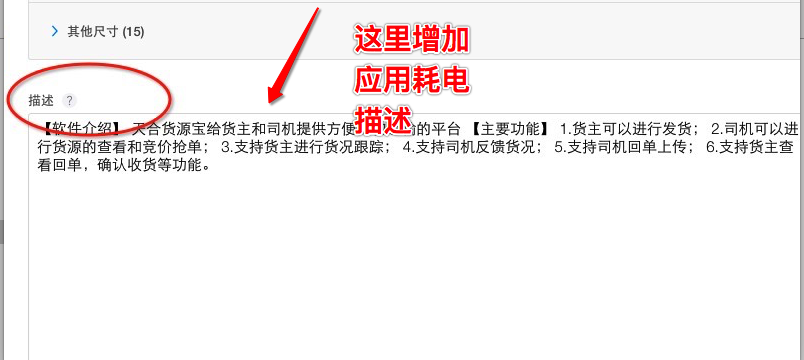 其他尺寸 (15)
这里增加
应用耗电
描述
描述 ?
【软件介绍】 天合货源宝给货主和司机提供方便 的平台 【主要功能】 1.货主可以进行发货； 2.司机可以进
行货源的查看和竞价抢单； 3.支持货主进行货况跟踪； 4.支持司机反馈货况； 5.支持司机回单上传； 6.支持货主查
看回单，确认收货等功能。